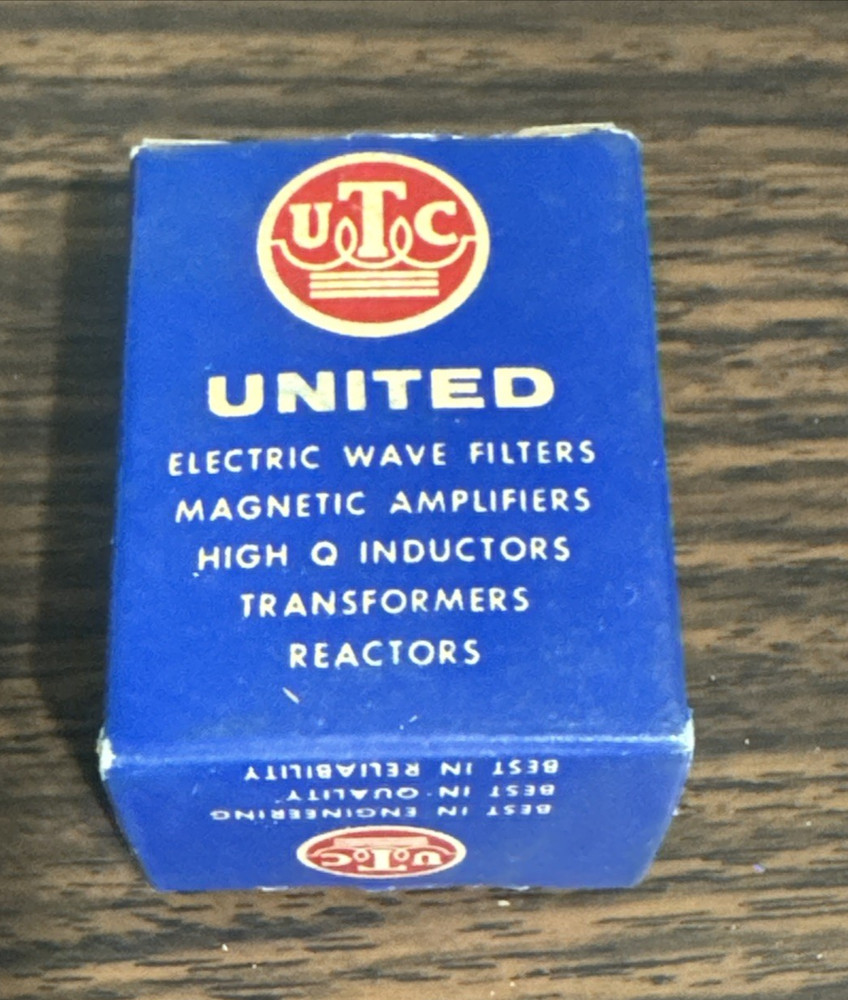 UTC
UNITED
ELECTRIC WAVE FILTERS
MAGNETIC AMPLIFIERS
HIGH Q INDUCTORS
TRANSFORMERS
REACTORS
UTC
BEST IN ENGINEERING
BEST IN QUALITY
BEST IN RELIABILITY